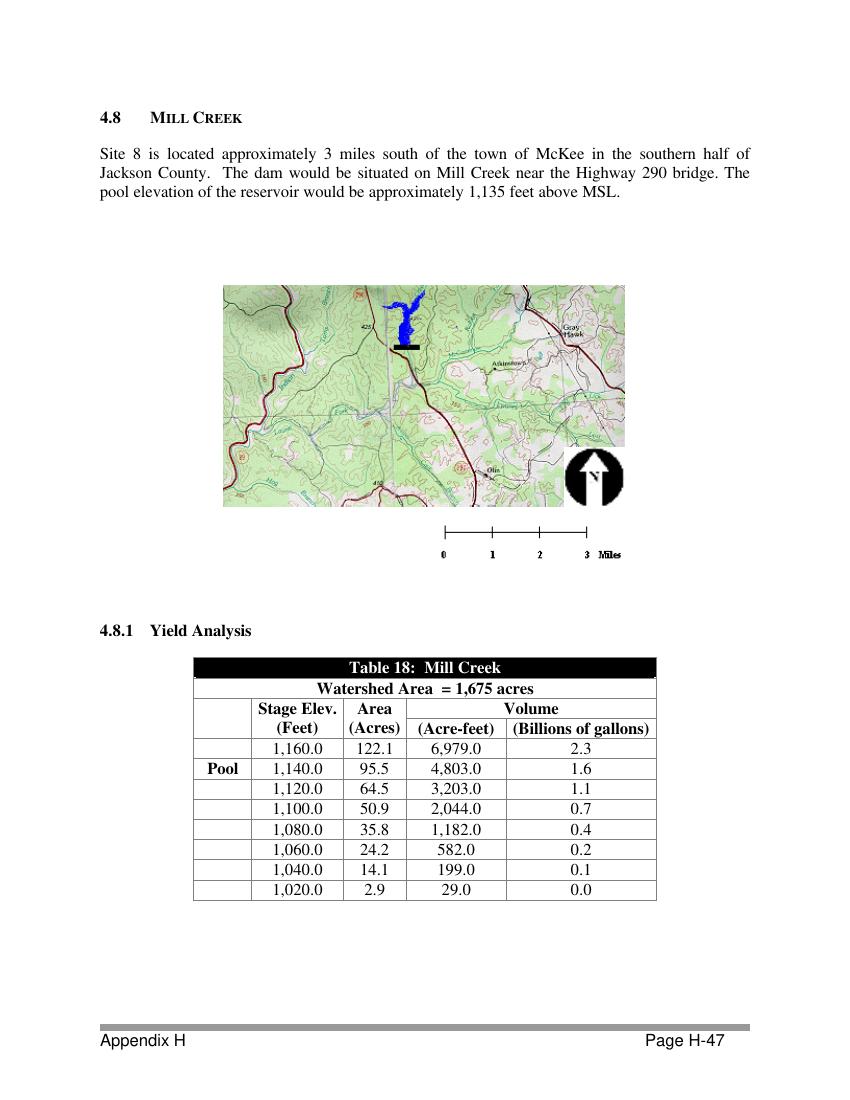 4.8 MILL CREEK
Site 8 is located approximately 3 miles south of the town of McKee in the southern half of
Jackson County. The dam would be situated on Mill Creek near the Highway 290 bridge. The
pool elevation of the reservoir would be approximately 1,135 feet above MSL.
425
Gray
Hawk
Atkinstown
Indian
89
Hog
Olin
N
0 1 2 3 Miles
4.8.1 Yield Analysis
Table 18: Mill Creek
Watershed Area = 1,675 acres
Stage Elev. Area Volume
(Feet) (Acres) (Acre-feet) (Billions of gallons)
1,160.0 122.1 6,979.0 2.3
Pool 1,140.0 95.5 4,803.0 1.6
1,120.0 64.5 3,203.0 1.1
1,100.0 50.9 2,044.0 0.7
1,080.0 35.8 1,182.0 0.4
1,060.0 24.2 582.0 0.2
1,040.0 14.1 199.0 0.1
1,020.0 2.9 29.0 0.0
Appendix H Page H-47